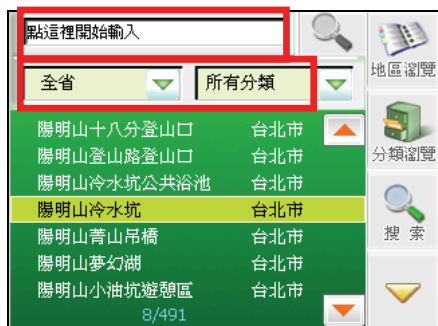 點這裡開始輸入
全省 所有分類
陽明山十八分登山口 台北市
陽明山登山路登山口 台北市
陽明山冷水坑公共浴池 台北市
陽明山冷水坑 台北市
陽明山菁山吊橋 台北市
陽明山夢幻湖 台北市
陽明山小油坑遊憩區 台北市
8/491
地區瀏覽
分類瀏覽
搜索